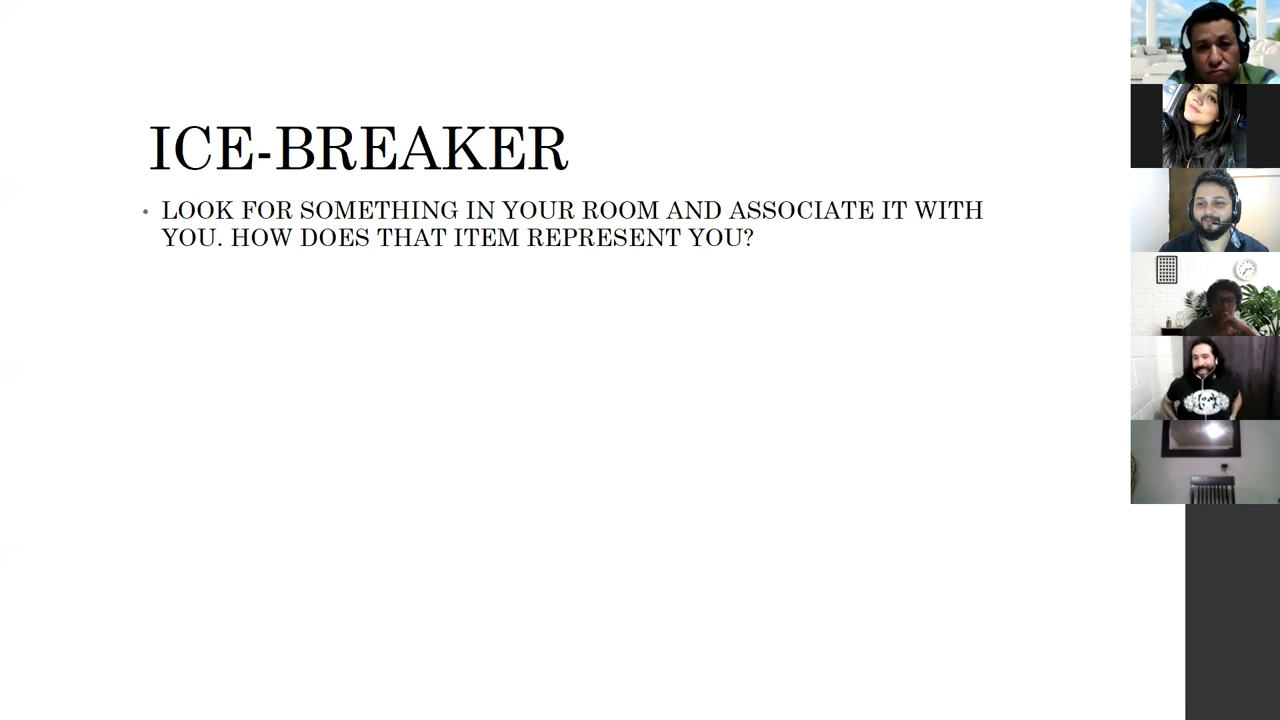 ICE-BREAKER
• LOOK FOR SOMETHING IN YOUR ROOM AND ASSOCIATE IT WITH
YOU. HOW DOES THAT ITEM REPRESENT YOU?